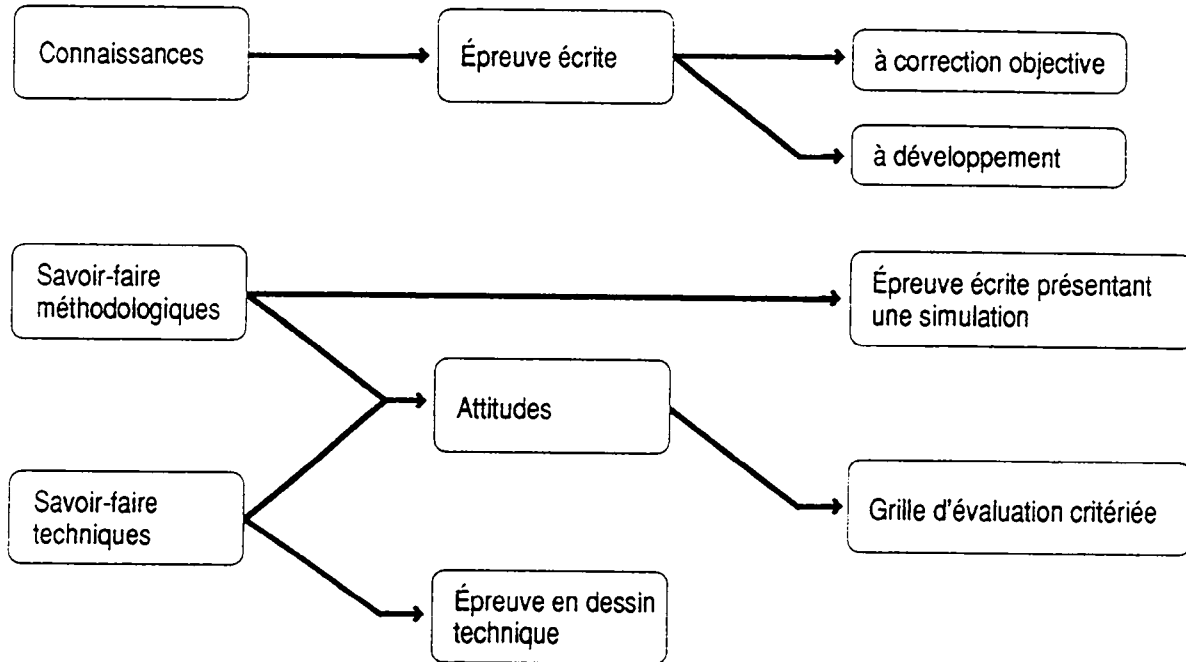 Connaissances
Épreuve écrite
à correction objective
à développement
Savoir-faire
méthodologiques
Épreuve écrite présentant
une simulation
Attitudes
Savoir-faire
techniques
Grille d'évaluation critériée
Épreuve en dessin
technique